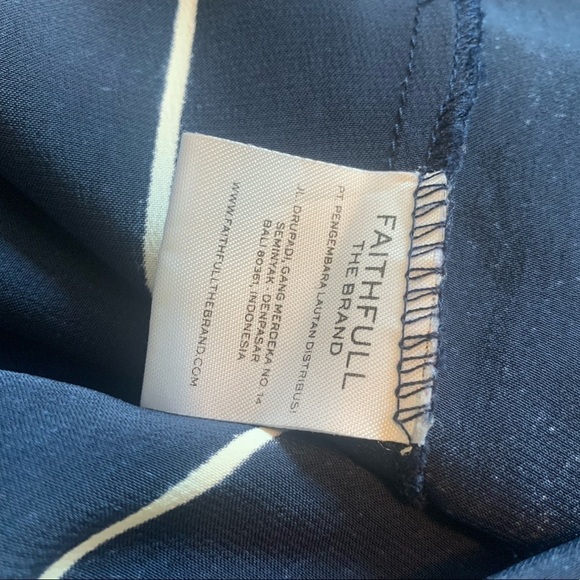 FAITHFULL
THE BRAND
PT. PENGEMBARA LAUTAN DISTRIBUSI
JL. DRUPADI, GANG MERDEKA NO. 14
SEMINYAK - DENPASAR
BALI 80361, INDONESIA
WWW.FAITHFULLTHEBRAND.COM